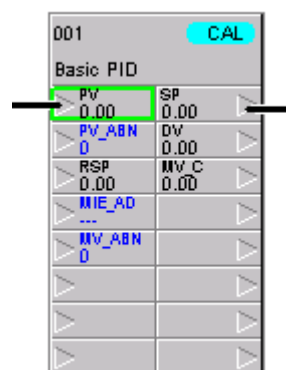 001 CAL
Basic PID
PV SP
0.00 0.00
PV_ABN DV
0 0.00
RSP MV_C
0.00 0.00
MIE_AD
---
MV_ABN
0